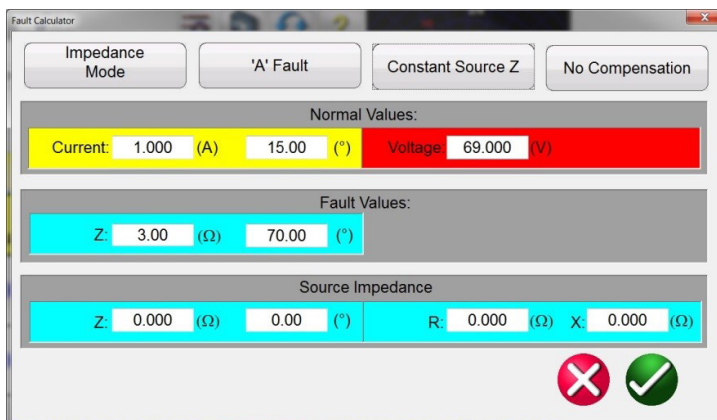 Fault Calculator
x
?
Impedance
Mode
'A' Fault
Constant Source Z
No Compensation
Normal Values:
Current: 1.000 (A) 15.00 (°) Voltage: 69.000 (V)
Fault Values:
Z: 3.00 (Ω) 70.00 (°)
Source Impedance
Z: 0.000 (Ω) 0.00 (°) R: 0.000 (Ω) X: 0.000 (Ω)